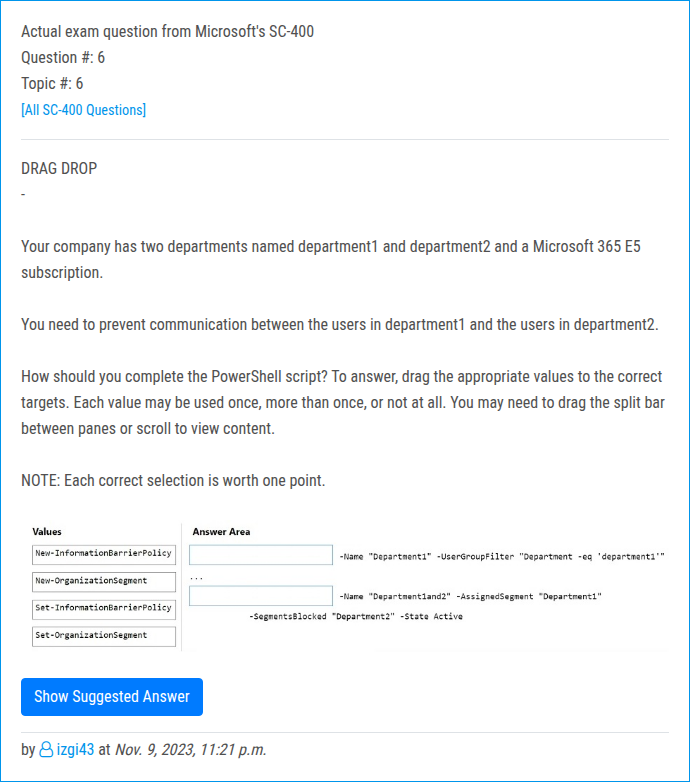 Actual exam question from Microsoft's SC-400
Question #: 6
Topic #: 6
[All SC-400 Questions]
DRAG DROP
-
Your company has two departments named department1 and department2 and a Microsoft 365 E5
subscription.
You need to prevent communication between the users in department1 and the users in department2.
How should you complete the PowerShell script? To answer, drag the appropriate values to the correct
targets. Each value may be used once, more than once, or not at all. You may need to drag the split bar
between panes or scroll to view content.
NOTE: Each correct selection is worth one point.
Values
New-InformationBarrierPolicy
New-OrganizationSegment
Set-InformationBarrierPolicy
Set-OrganizationSegment
Answer Area
-Name "Department1" -UserGroupFilter "Department -eq 'department1'"
...
-Name "Department1and2" -AssignedSegment "Department1"
-SegmentsBlocked "Department2" -State Active
Show Suggested Answer
by izgi43 at Nov. 9, 2023, 11:21 p.m.